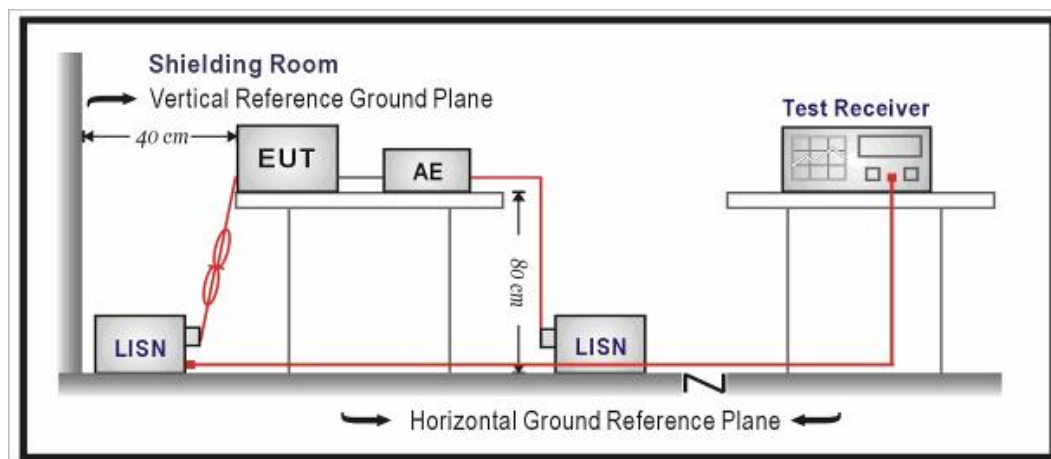 Shielding Room
Vertical Reference Ground Plane
40 cm
EUT
AE
Test Receiver
80 cm
LISN
LISN
Horizontal Ground Reference Plane